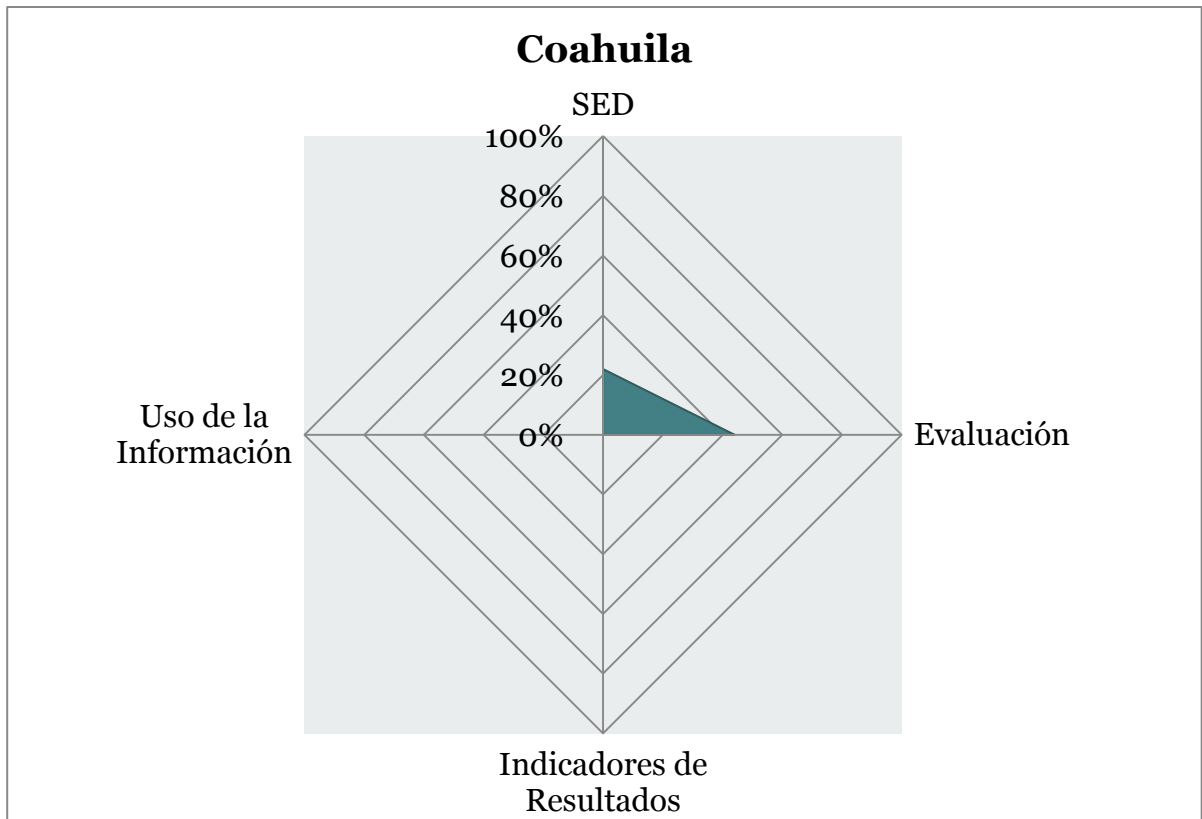 Coahuila
SED
100%
80%
60%
40%
20%
0%
Uso de la
Información
Evaluación
Indicadores de
Resultados